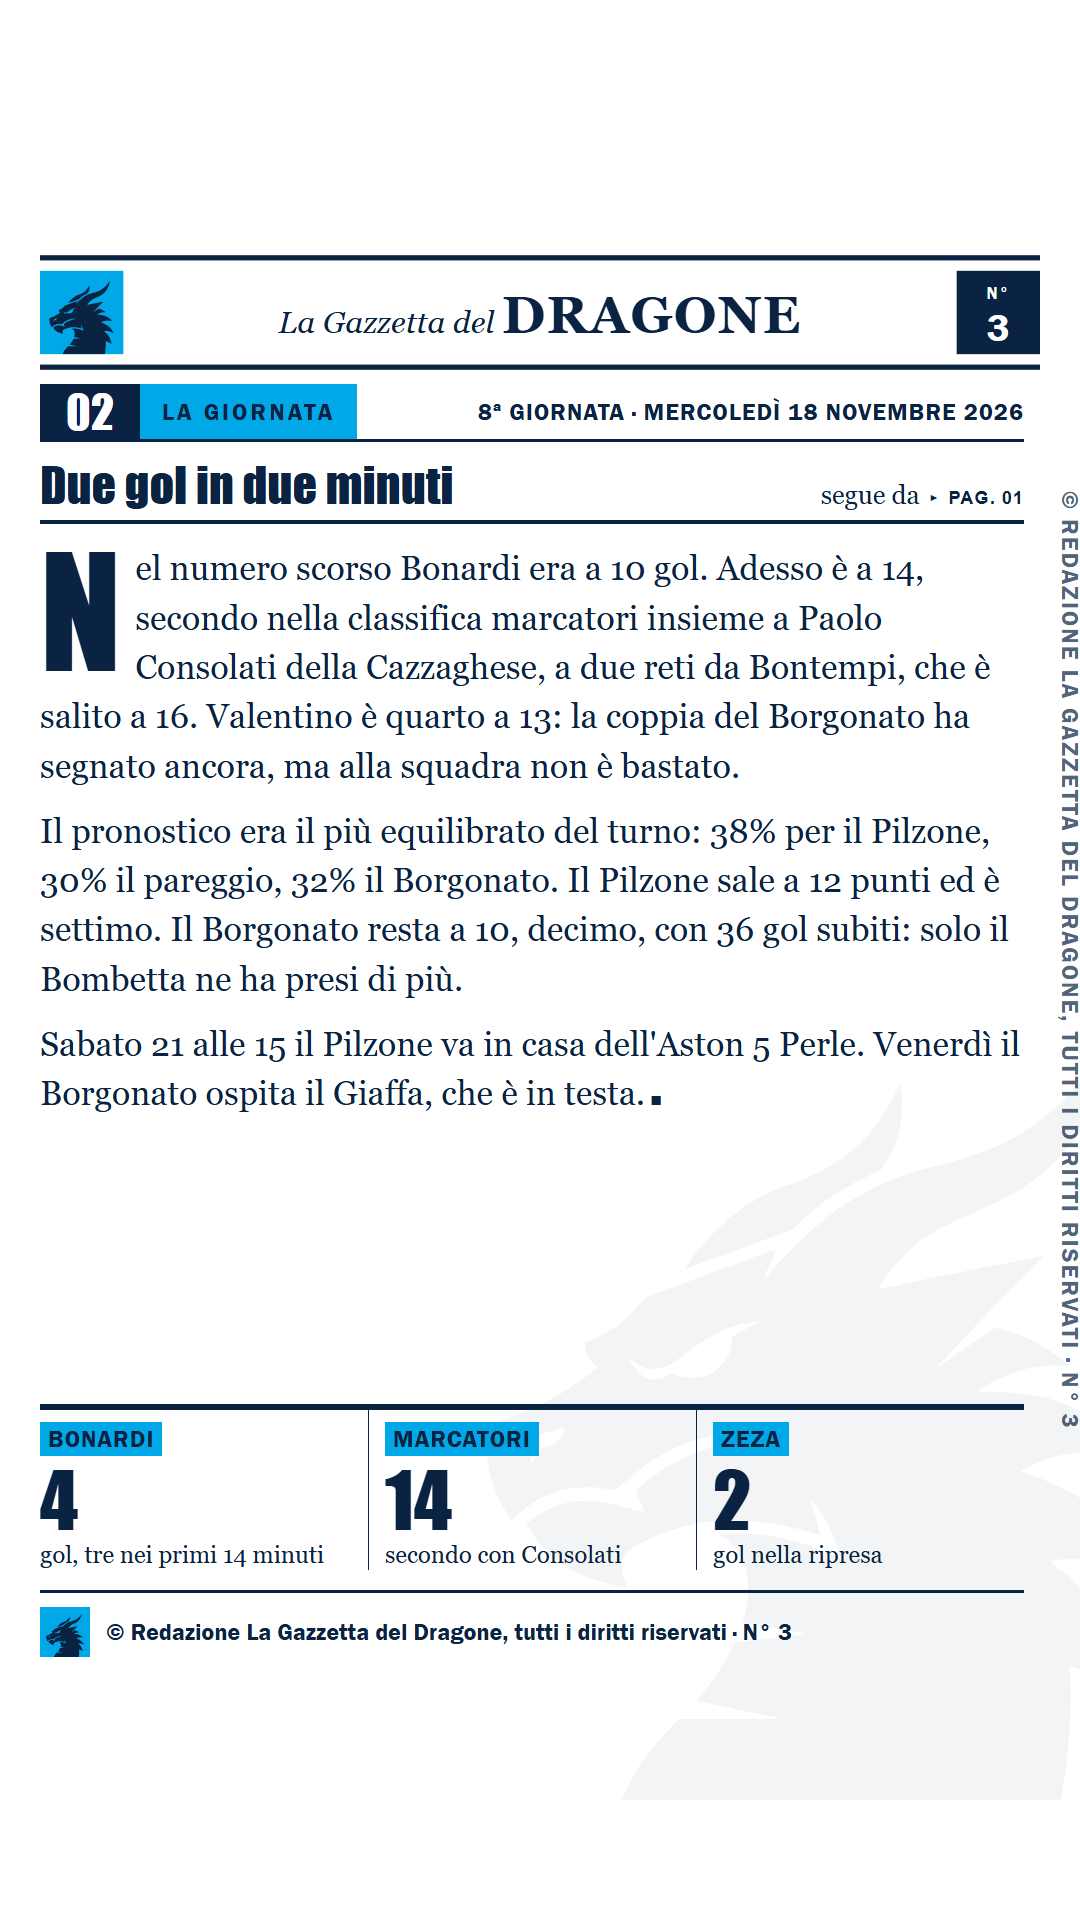 La Gazzetta del DRAGONE
N°
3
02
LA GIORNATA
8ª GIORNATA · MERCOLEDÌ 18 NOVEMBRE 2026
Due gol in due minuti
segue da ▸ PAG. 01
Nel numero scorso Bonardi era a 10 gol. Adesso è a 14,
secondo nella classifica marcatori insieme a Paolo
Consolati della Cazzaghese, a due reti da Bontempi, che è
salito a 16. Valentino è quarto a 13: la coppia del Borgonato ha
segnato ancora, ma alla squadra non è bastato.
Il pronostico era il più equilibrato del turno: 38% per il Pilzone,
30% il pareggio, 32% il Borgonato. Il Pilzone sale a 12 punti ed è
settimo. Il Borgonato resta a 10, decimo, con 36 gol subiti: solo il
Bombetta ne ha presi di più.
Sabato 21 alle 15 il Pilzone va in casa dell'Aston 5 Perle. Venerdì il
Borgonato ospita il Giaffa, che è in testa. ■
BONARDI
4
gol, tre nei primi 14 minuti
MARCATORI
14
secondo con Consolati
ZEZA
2
gol nella ripresa
© Redazione La Gazzetta del Dragone, tutti i diritti riservati · N° 3
© REDAZIONE LA GAZZETTA DEL DRAGONE, TUTTI I DIRITTI RISERVATI · N° 3